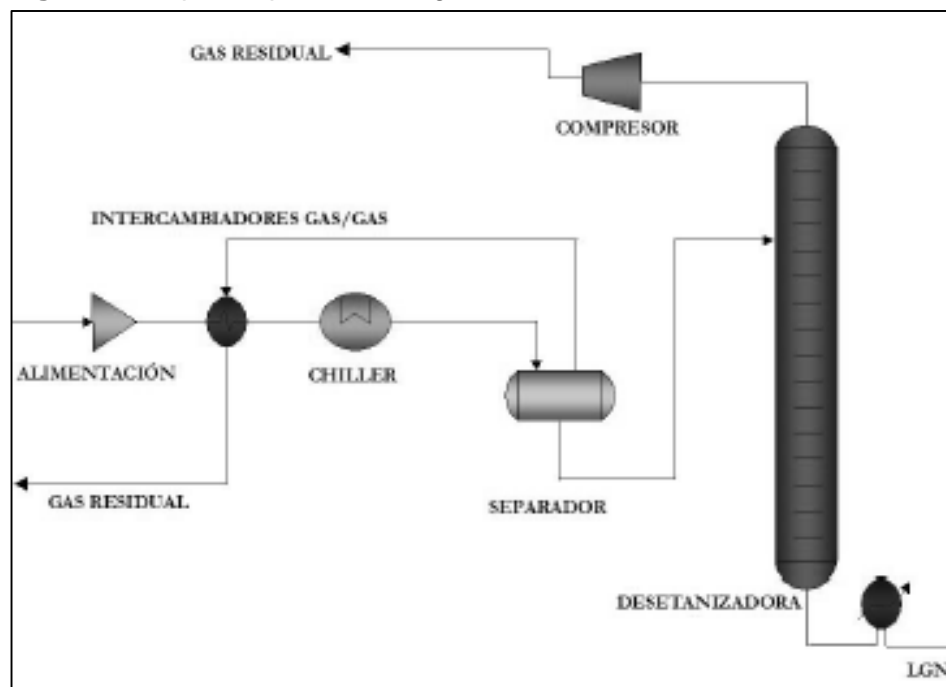 GAS RESIDUAL
COMPRESOR
INTERCAMBIADORES GAS/GAS
ALIMENTACIÓN
CHILLER
GAS RESIDUAL
SEPARADOR
DESETANIZADORA
LGN